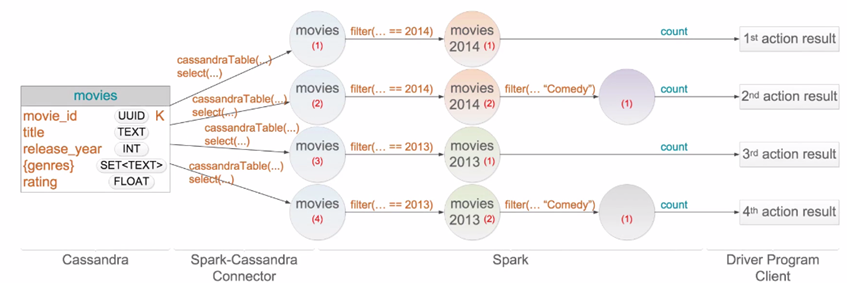 movies
movie_id UUID K
title TEXT
release_year INT
{genres} SET<TEXT>
rating FLOAT
cassandraTable(...)
select(...)
movies
(1)
filter(... == 2014)
movies
2014 (1)
count
1st action result
cassandraTable(...)
select(...)
movies
(2)
filter(... == 2014)
movies
2014 (2)
filter(... "Comedy")
(1)
count
2nd action result
cassandraTable(...)
select(...)
movies
(3)
filter(... == 2013)
movies
2013 (1)
count
3rd action result
cassandraTable(...)
select(...)
movies
(4)
filter(... == 2013)
movies
2013 (2)
filter(... "Comedy")
(1)
count
4th action result
Cassandra
Spark-Cassandra
Connector
Spark
Driver Program
Client